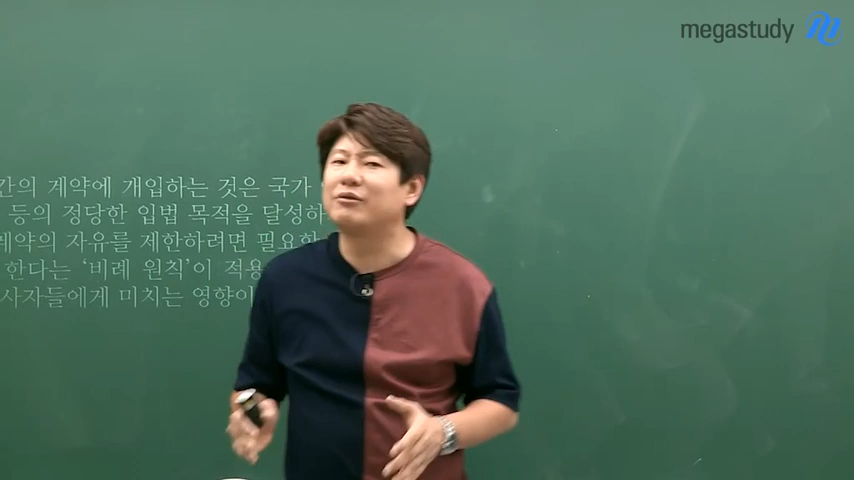 megastudy
간의 계약에 개입하는 것은 국가
등의 정당한 입법 목적을 달성하
계약의 자유를 제한하려면 필요한
한다는 ‘비례 원칙’이 적용
사자들에게 미치는 영향이